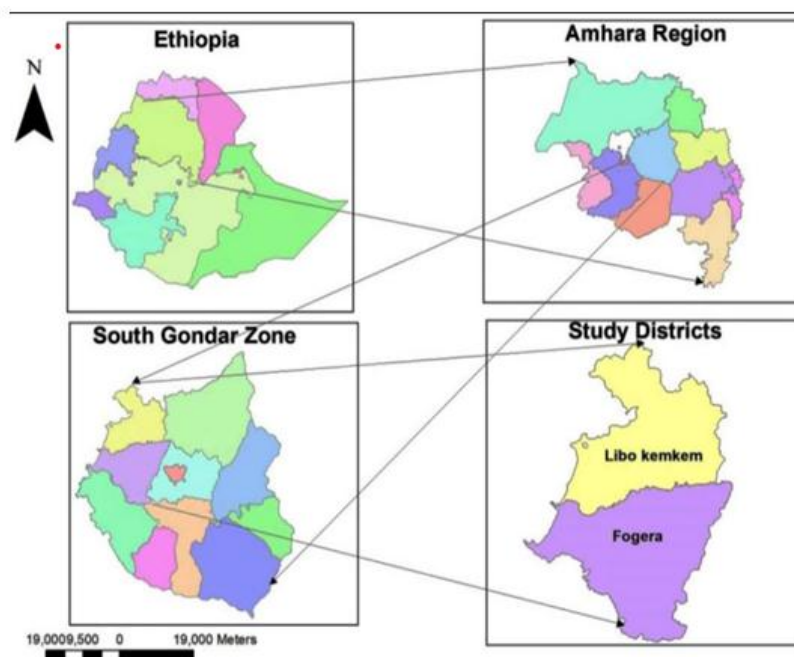 Ethiopia
Amhara Region
N
South Gondar Zone
Study Districts
Libo kemkem
Fogera
19,0009,500 0 19,000 Meters